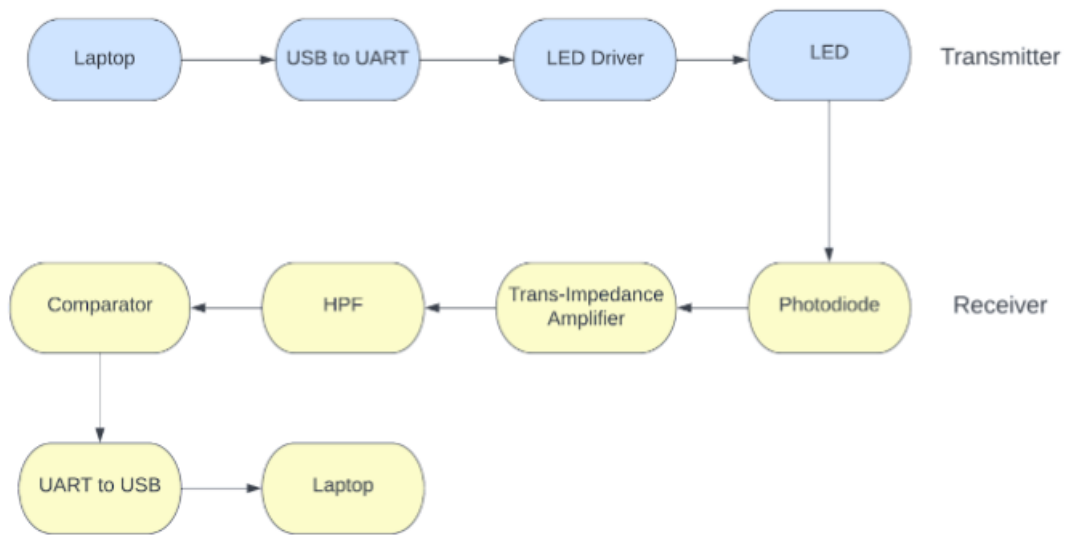 Laptop
USB to UART
LED Driver
LED
Transmitter
Comparator
HPF
Trans-Impedance
Amplifier
Photodiode
Receiver
UART to USB
Laptop